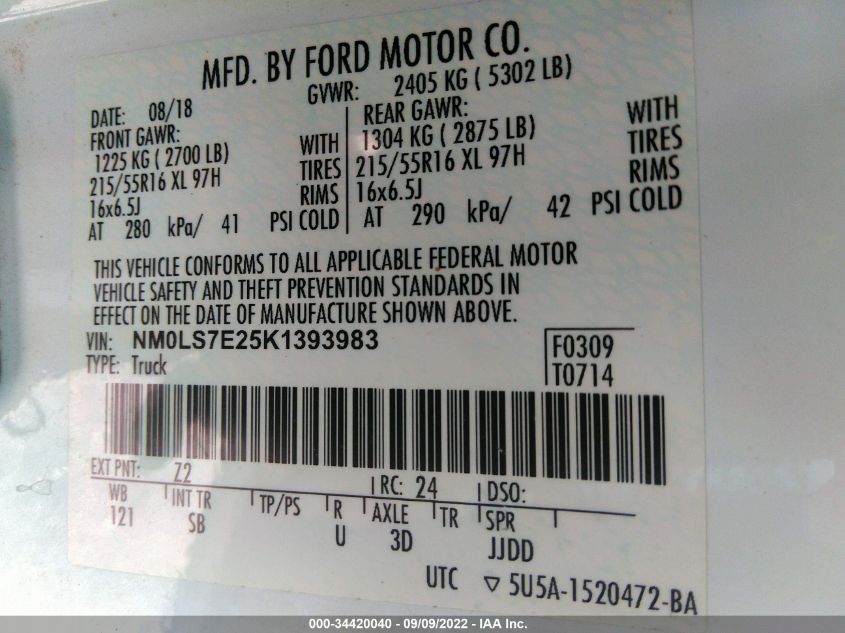 MFD. BY FORD MOTOR CO.
DATE: 08/18 GVWR: 2405 KG ( 5302 LB)
FRONT GAWR: WITH
1225 KG ( 2700 LB) TIRES
215/55R16 XL 97H RIMS
16x6.5J
AT 280 kPa/ 41 PSI COLD
REAR GAWR: WITH
1304 KG ( 2875 LB) TIRES
215/55R16 XL 97H RIMS
16x6.5J
AT 290 kPa/ 42 PSI COLD
THIS VEHICLE CONFORMS TO ALL APPLICABLE FEDERAL MOTOR
VEHICLE SAFETY AND THEFT PREVENTION STANDARDS IN
EFFECT ON THE DATE OF MANUFACTURE SHOWN ABOVE.
VIN: NM0LS7E25K1393983
TYPE: Truck
F0309
T0714
EXT PNT: Z2 RC: 24 DSO:
WB INT TR TP/PS R AXLE TR SPR
121 SB U 3D JJDD
UTC ▽ 5U5A-1520472-BA
000-34420040 - 09/09/2022 - IAA Inc.